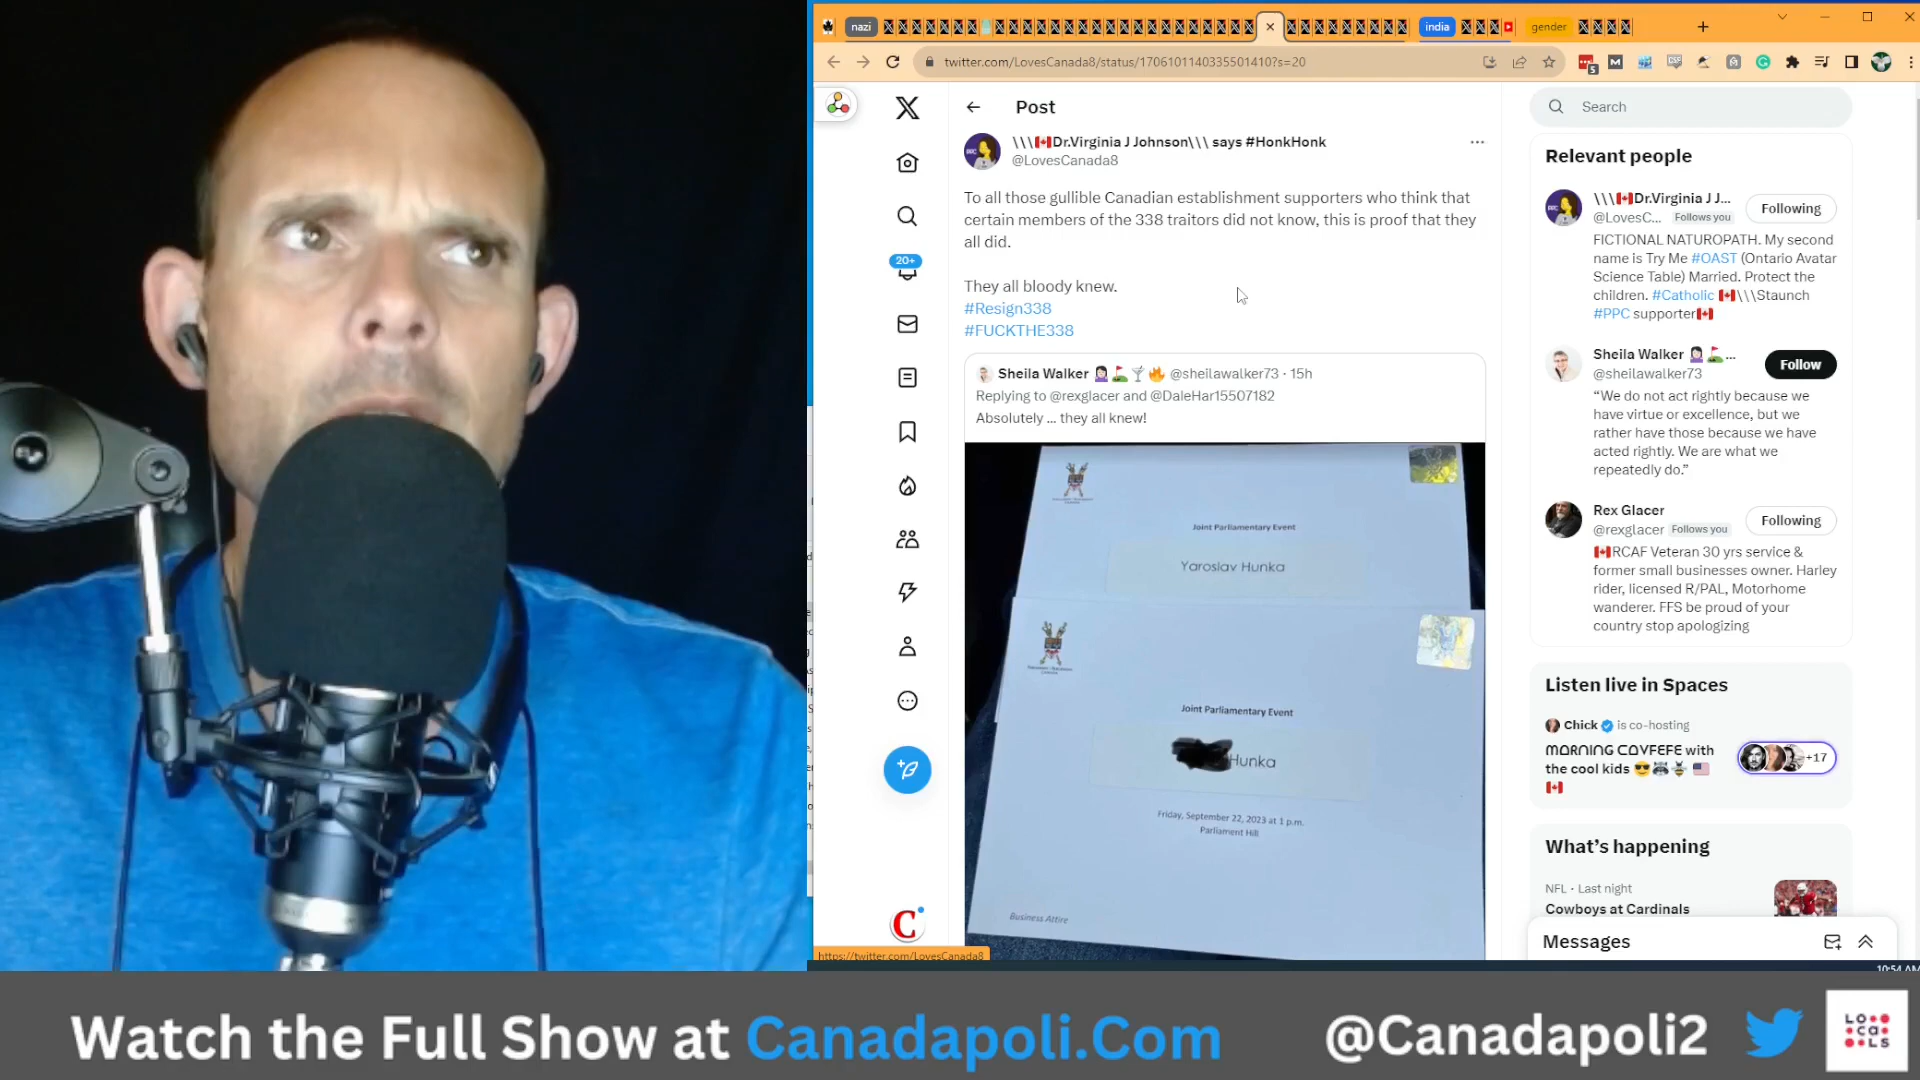 nazi
india
gender
twitter.com/LovesCanada8/status/1706101140335501410?s=20
5
Post
\\\🇨🇦Dr.Virginia J Johnson\\\ says #HonkHonk
@LovesCanada8
To all those gullible Canadian establishment supporters who think that
certain members of the 338 traitors did not know, this is proof that they
all did.
They all bloody knew.
#Resign338
#FUCKTHE338
20+
Sheila Walker @sheilawalker73 · 15h
Replying to @rexglacer and @DaleHar15507182
Absolutely ... they all knew!
Joint Parliamentary Event
Yaroslav Hunka
Joint Parliamentary Event
Hunka
Friday, September 22, 2023 at 1 p.m.
Parliament Hill
Business Attire
C
https://twitter.com/LovesCanada8
Search
Relevant people
\\\🇨🇦Dr.Virginia J J...
@LovesC... Follows you
Following
FICTIONAL NATUROPATH. My second
name is Try Me #OAST (Ontario Avatar
Science Table) Married. Protect the
children. #Catholic 🇨🇦\\\Staunch
#PPC supporter🇨🇦
Sheila Walker ...
@sheilawalker73
Follow
“We do not act rightly because we
have virtue or excellence, but we
rather have those because we have
acted rightly. We are what we
repeatedly do.”
Rex Glacer
@rexglacer Follows you
Following
🇨🇦RCAF Veteran 30 yrs service &
former small businesses owner. Harley
rider, licensed R/PAL, Motorhome
wanderer. FFS be proud of your
country stop apologizing
Listen live in Spaces
Chick is co-hosting
MORNING COVFEFE with
the cool kids
+17
What’s happening
NFL · Last night
Cowboys at Cardinals
Messages
10:54 AM
Watch the Full Show at Canadapoli.Com
@Canadapoli2
LOcaLS